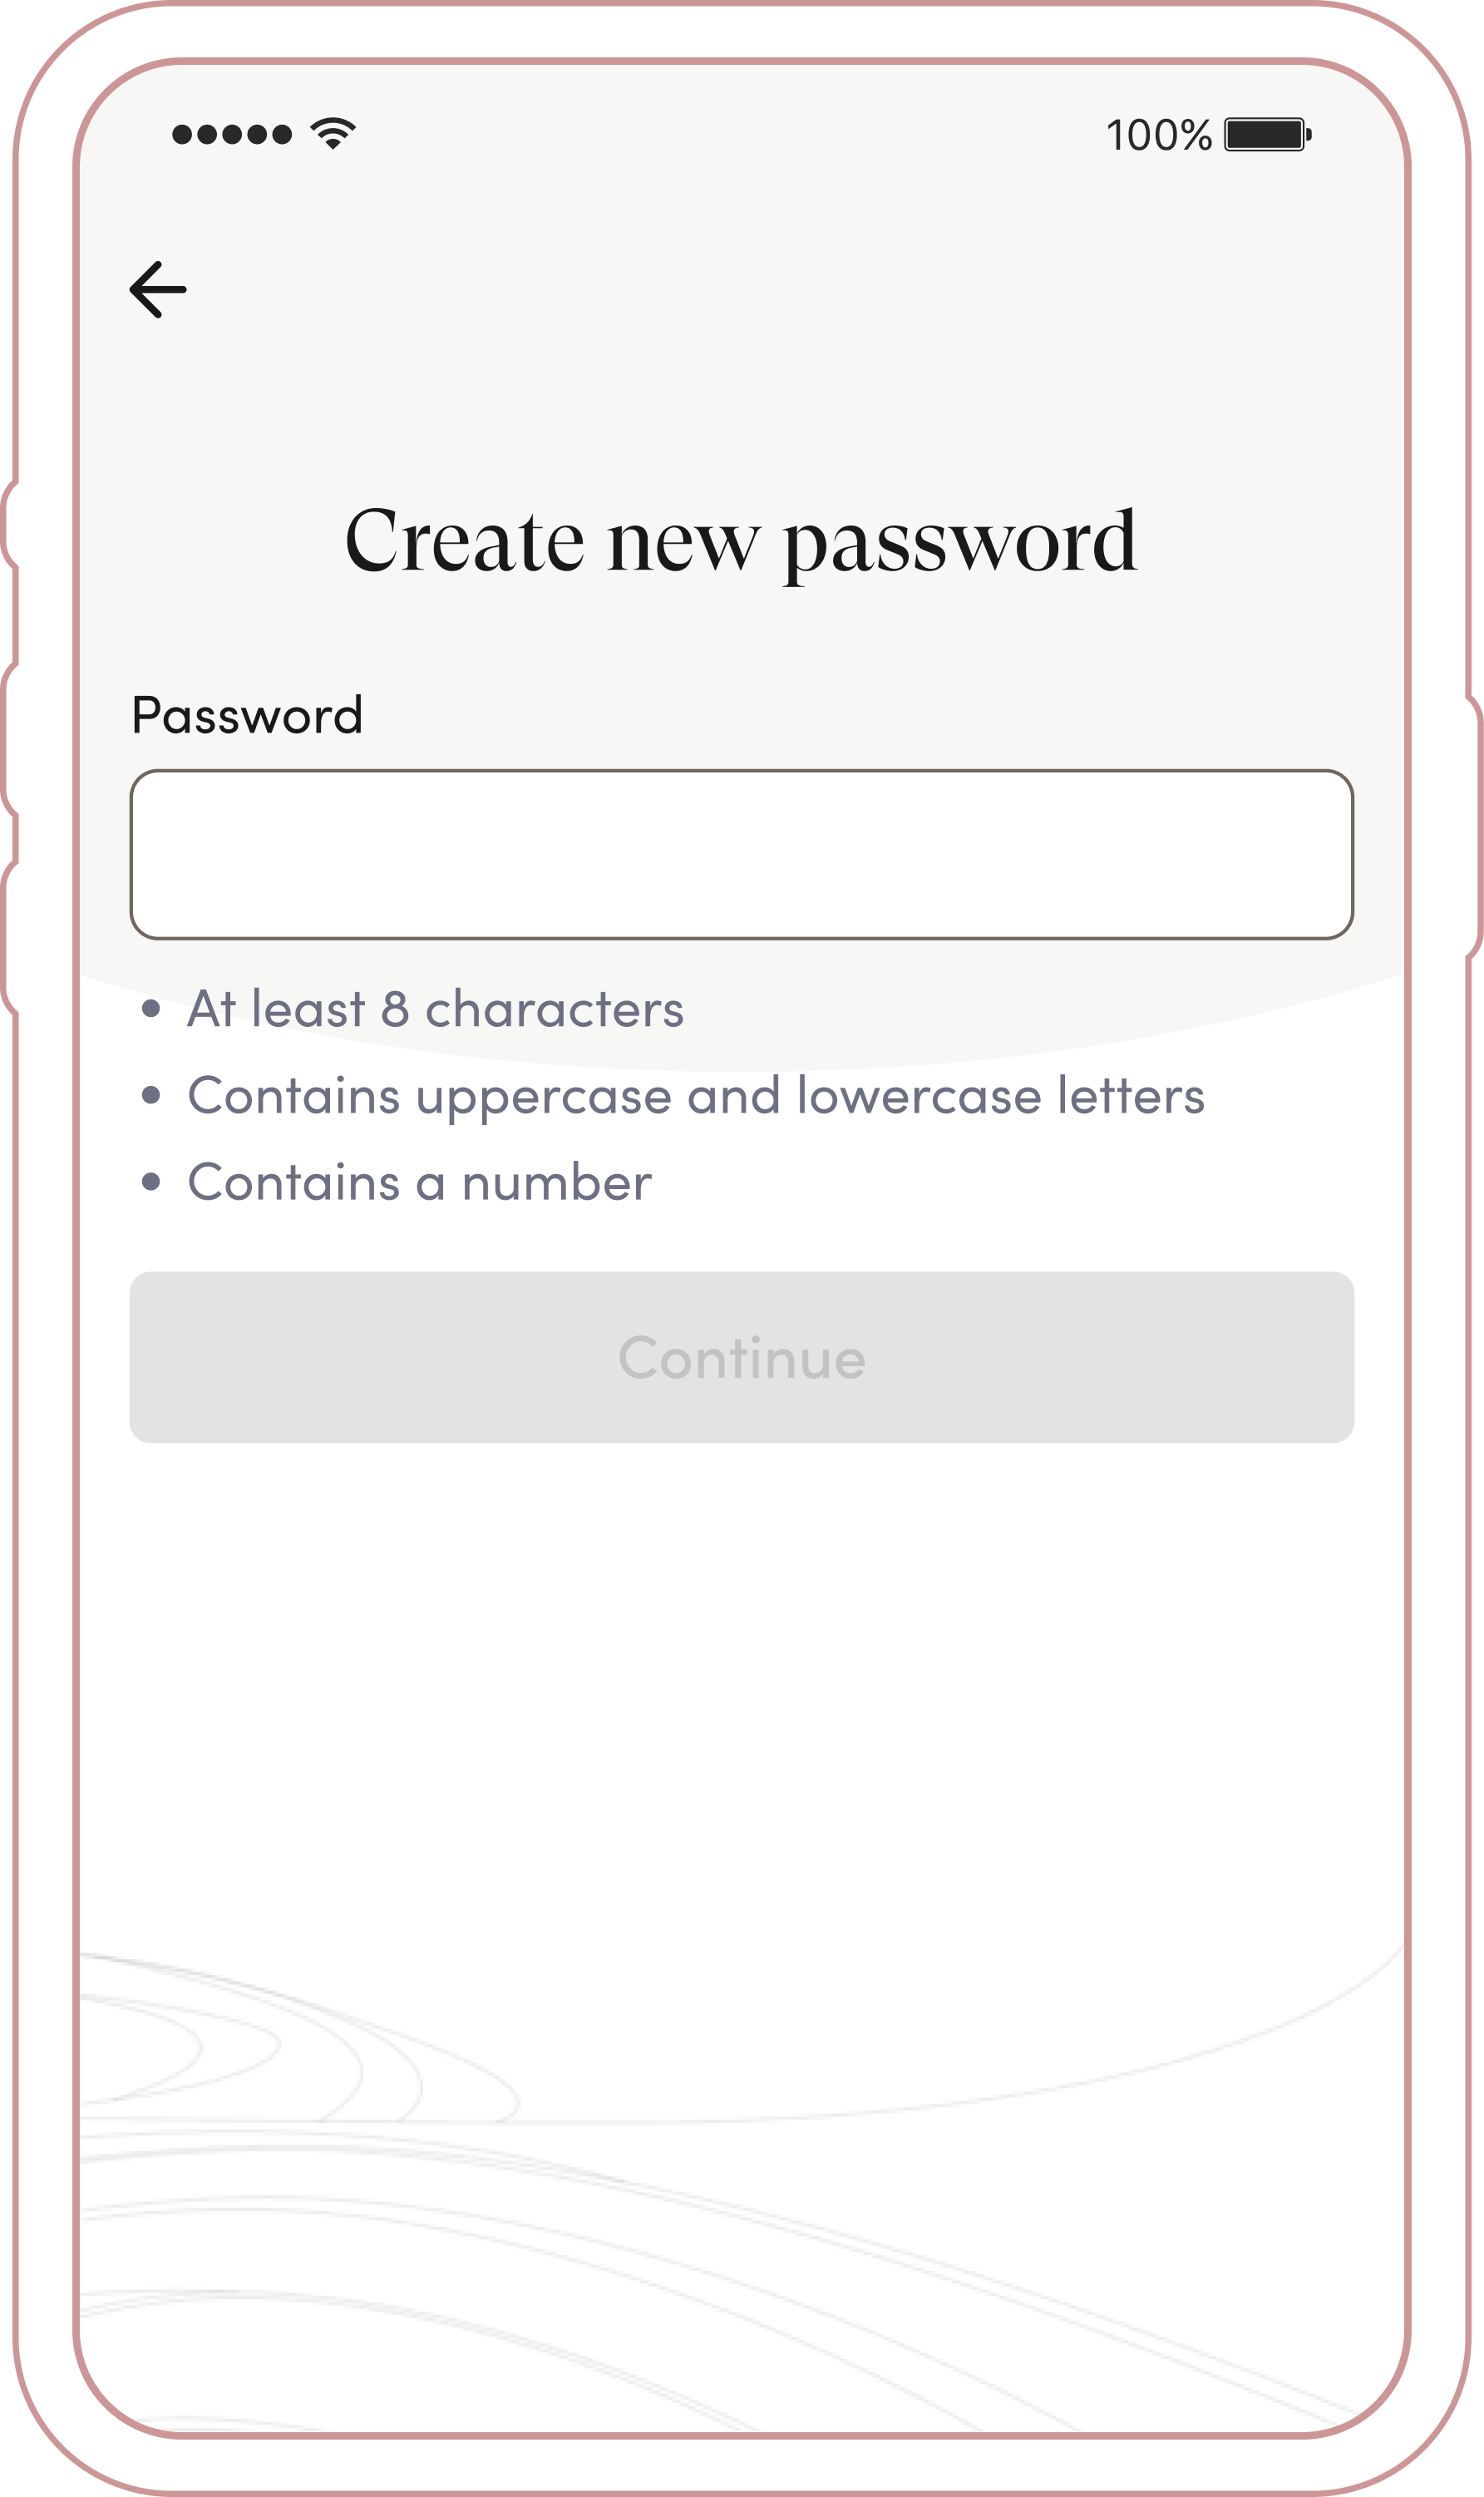 100%
Create new password
Password
• At least 8 characters
• Contains uppercase and lowercase letters
• Contains a number
Continue